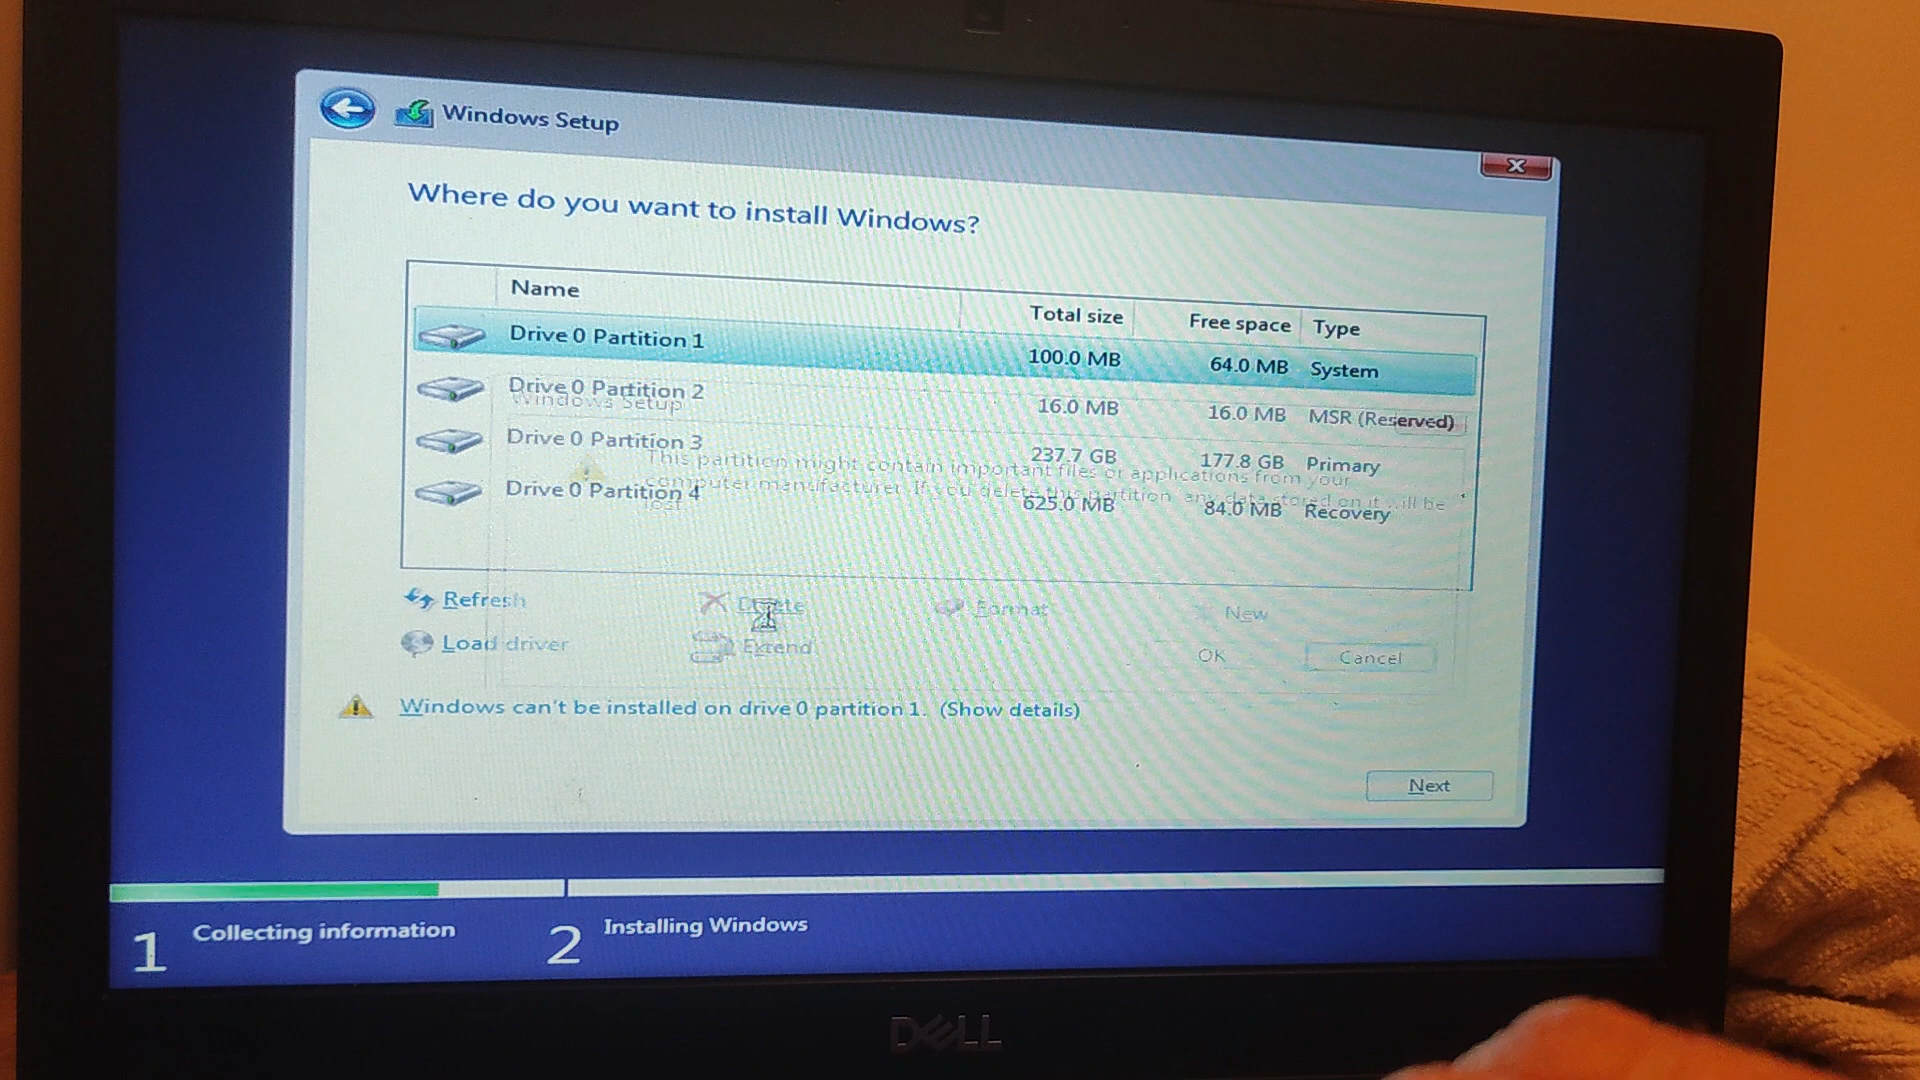 Windows Setup
Where do you want to install Windows?
Name Total size Free space Type
Drive 0 Partition 1 100.0 MB 64.0 MB System
Drive 0 Partition 2 16.0 MB 16.0 MB MSR (Reserved)
Windows Setup
Drive 0 Partition 3 237.7 GB 177.8 GB Primary
This partition might contain important files or applications from your
computer manufacturer. If you delete this partition, any data stored on it will be
lost.
Drive 0 Partition 4 625.0 MB 84.0 MB Recovery
Refresh Delete Format New
Load driver Extend
OK Cancel
Windows can't be installed on drive 0 partition 1. (Show details)
Next
1 Collecting information 2 Installing Windows
DELL